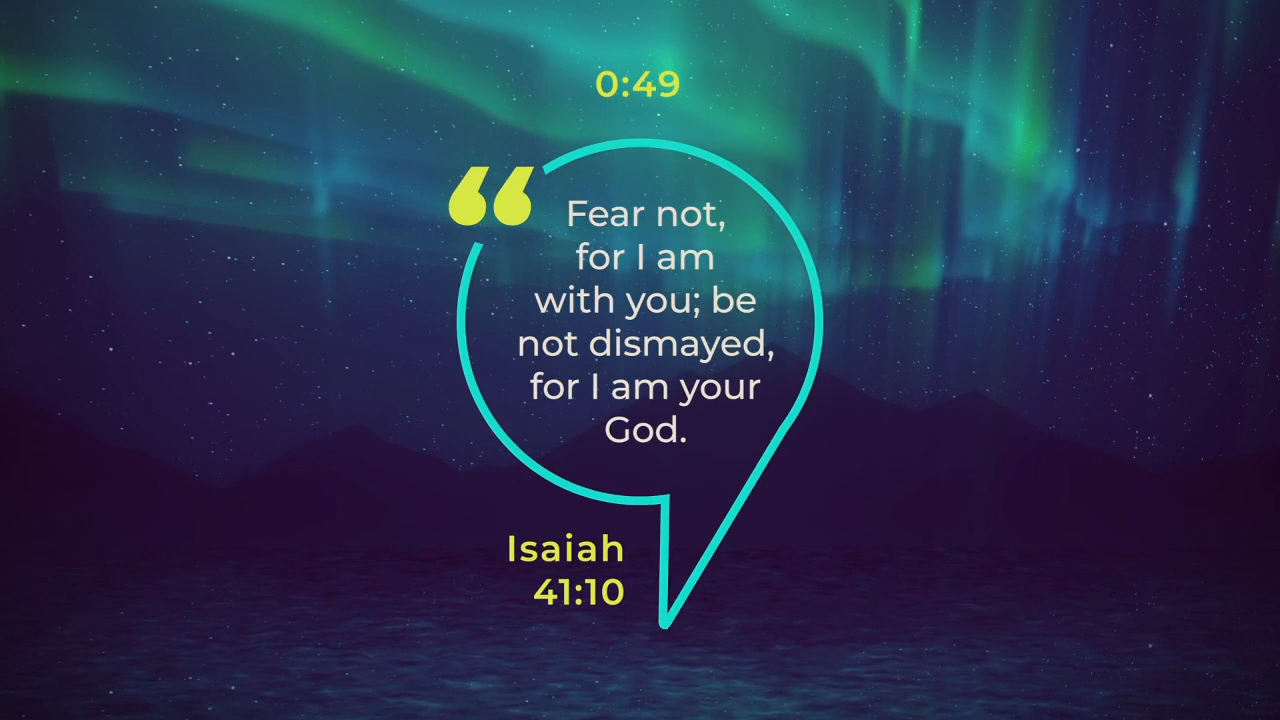 0:49
“
Fear not,
for I am
with you; be
not dismayed,
for I am your
God.
Isaiah
41:10